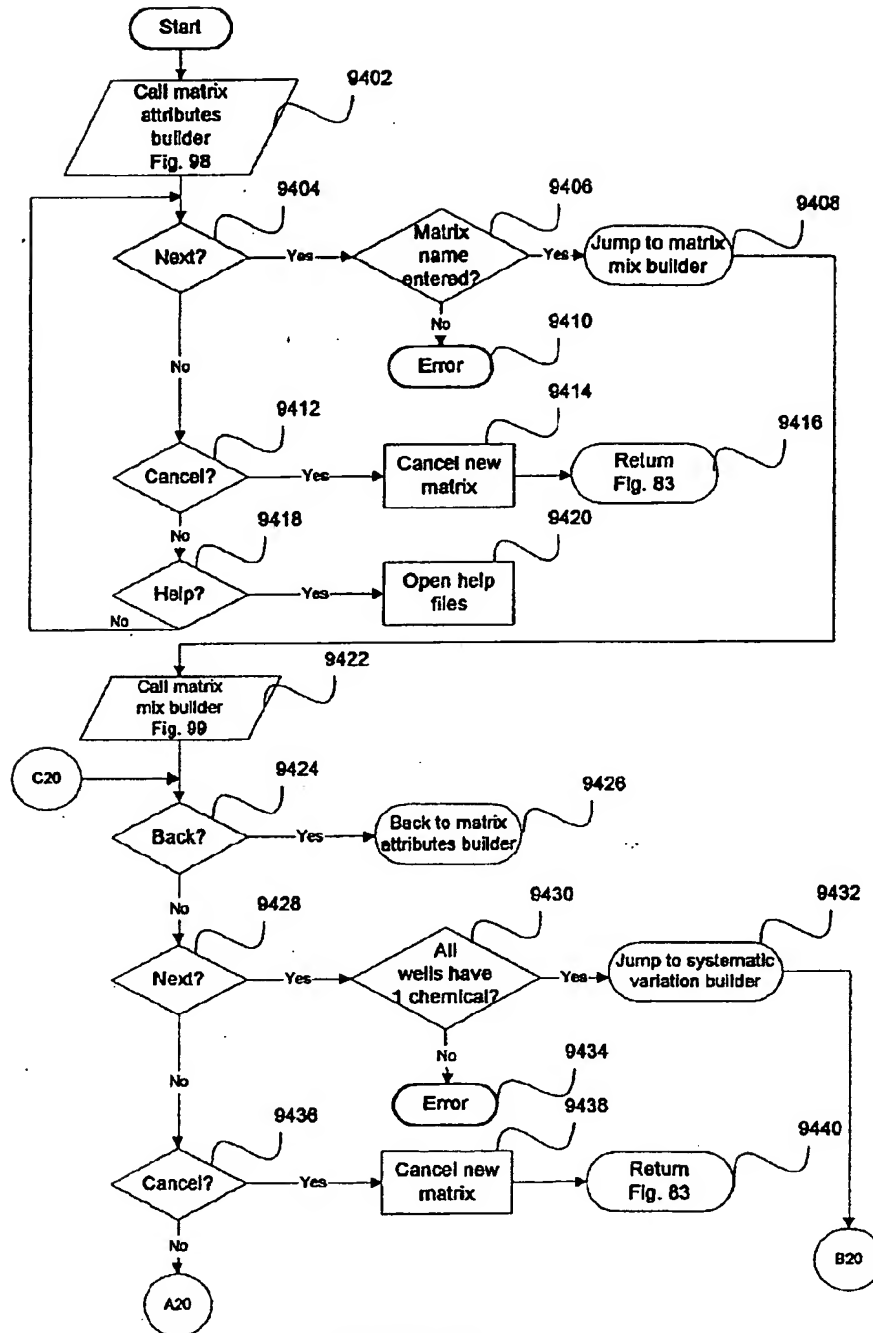 Start
Call matrix
attributes
builder
Fig. 98
9402
9404
Next?
Yes
9406
Matrix
name
entered?
Yes
9408
Jump to matrix
mix builder
No
9410
Error
No
9412
Cancel?
Yes
9414
Cancel new
matrix
9416
Return
Fig. 83
No
9418
Help?
Yes
9420
Open help
files
No
9422
Call matrix
mix builder
Fig. 99
C20
9424
Back?
Yes
9426
Back to matrix
attributes builder
No
9428
Next?
Yes
9430
All
wells have
1 chemical?
Yes
9432
Jump to systematic
variation builder
No
9434
Error
No
9436
Cancel?
Yes
9438
Cancel new
matrix
9440
Return
Fig. 83
No
A20
B20